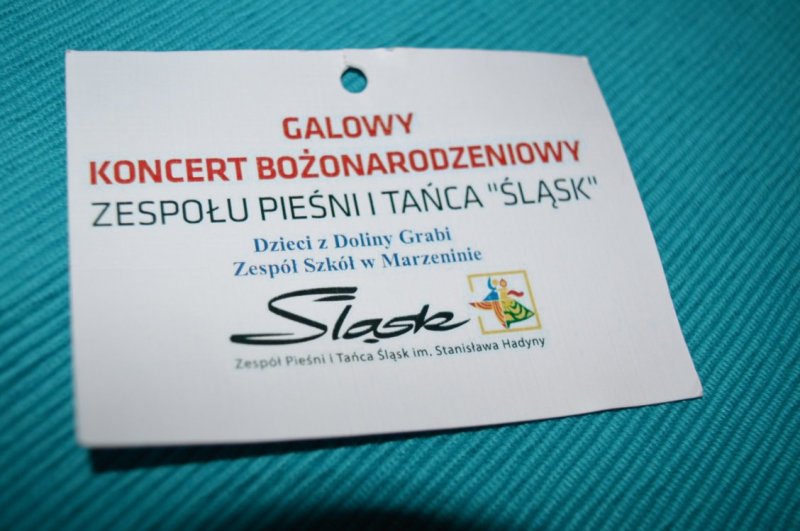 GALOWY
KONCERT BOŻONARODZENIOWY
ZESPOŁU PIEŚNI I TAŃCA "ŚLĄSK"
Dzieci z Doliny Grabi
Zespół Szkół w Marzeninie
Śląsk
Zespół Pieśni i Tańca Śląsk im. Stanisława Hadyny